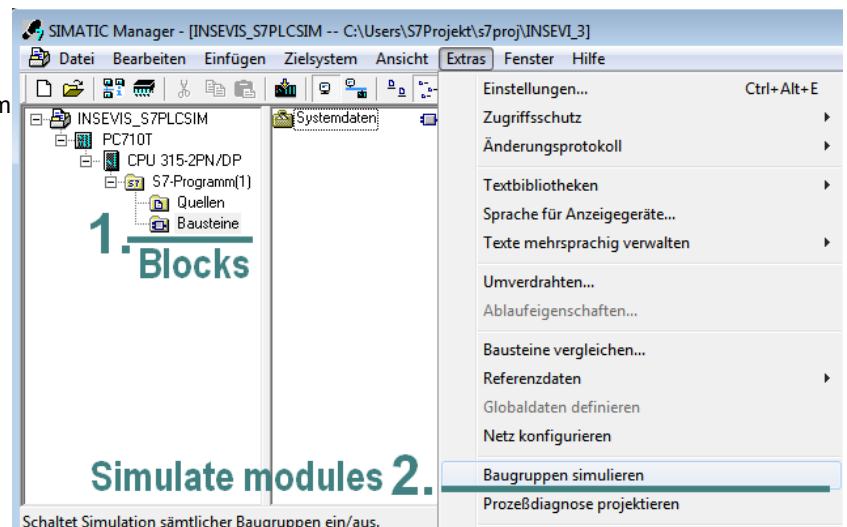 SIMATIC Manager - [INSEVIS_S7PLCSIM -- C:\Users\S7Projekt\s7proj\INSEVI_3]
Datei Bearbeiten Einfügen Zielsystem Ansicht Extras Fenster Hilfe
m
INSEVIS_S7PLCSIM
PC710T
CPU 315-2PN/DP
S7-Programm(1)
Quellen
Bausteine
1.
Blocks
Systemdaten
Einstellungen... Ctrl+Alt+E
Zugriffsschutz
Änderungsprotokoll
Textbibliotheken
Sprache für Anzeigegeräte...
Texte mehrsprachig verwalten
Umverdrahten...
Ablaufeigenschaften...
Bausteine vergleichen...
Referenzdaten
Globaldaten definieren
Netz konfigurieren
Simulate modules 2.
Baugruppen simulieren
Prozeßdiagnose projektieren
Schaltet Simulation sämtlicher Baugruppen ein/aus.